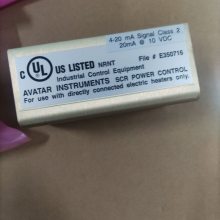 4-20 mA Signal Class 2
20mA @ 10 VDC
C UL US LISTED NRNT
Industrial Control Equipment
File # E350715
AVATAR INSTRUMENTS SCR POWER CONTROL
For use with directly connected electric heaters only.